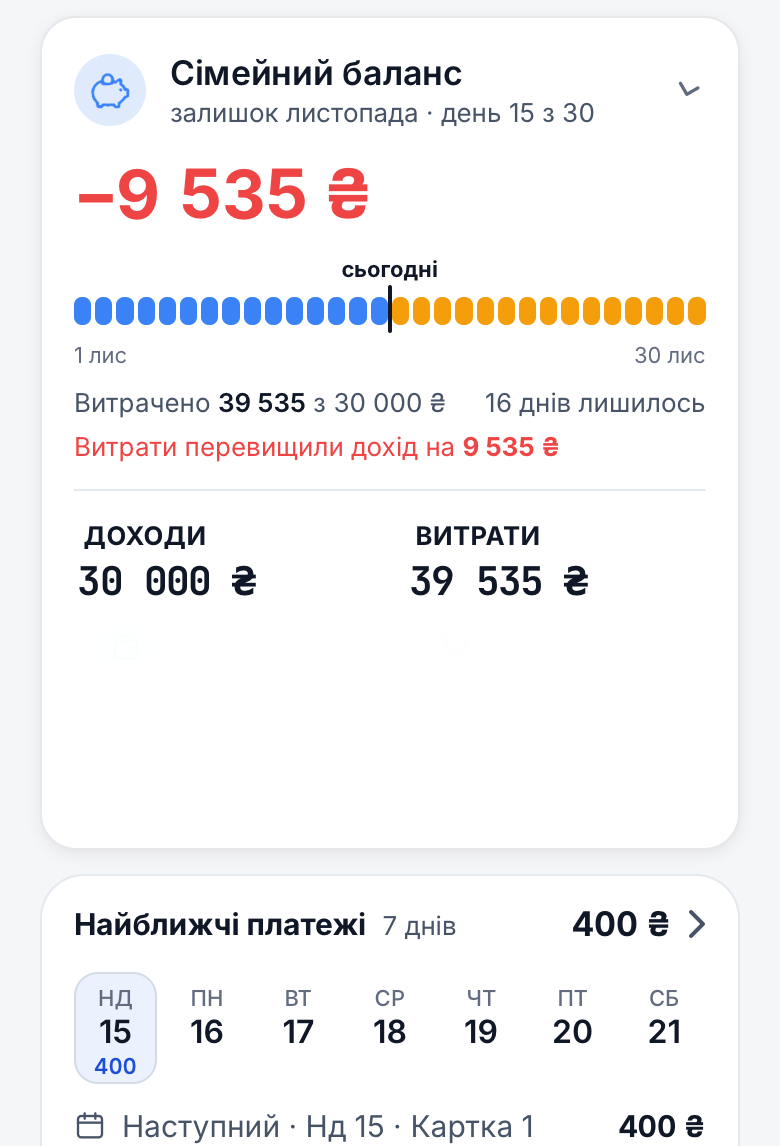 Сімейний баланс
залишок листопада · день 15 з 30
–9 535 ₴
сьогодні
1 лис 30 лис
Витрачено 39 535 з 30 000 ₴ 16 днів лишилось
Витрати перевищили дохід на 9 535 ₴
ДОХОДИ ВИТРАТИ
30 000 ₴ 39 535 ₴
Найближчі платежі 7 днів 400 ₴
НД ПН ВТ СР ЧТ ПТ СБ
15 16 17 18 19 20 21
400
Наступний · Нд 15 · Картка 1 400 ₴